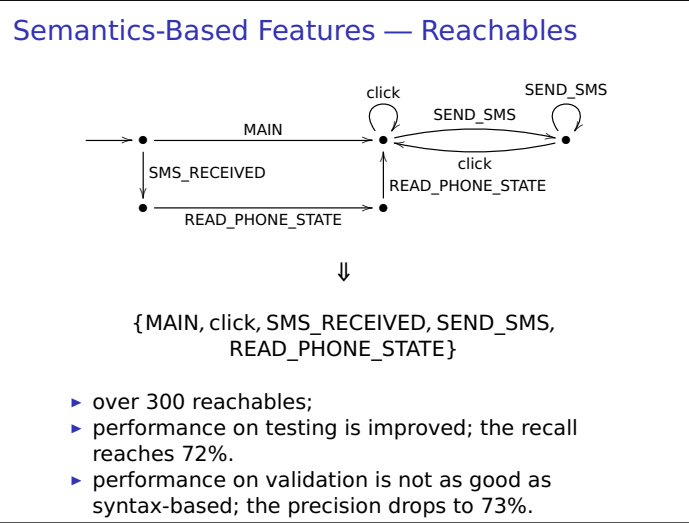 Semantics-Based Features — Reachables
click
SEND_SMS
MAIN
SEND_SMS
click
SMS_RECEIVED
READ_PHONE_STATE
READ_PHONE_STATE
⇓
{MAIN, click, SMS_RECEIVED, SEND_SMS,
READ_PHONE_STATE}
▶ over 300 reachables;
▶ performance on testing is improved; the recall
reaches 72%.
▶ performance on validation is not as good as
syntax-based; the precision drops to 73%.